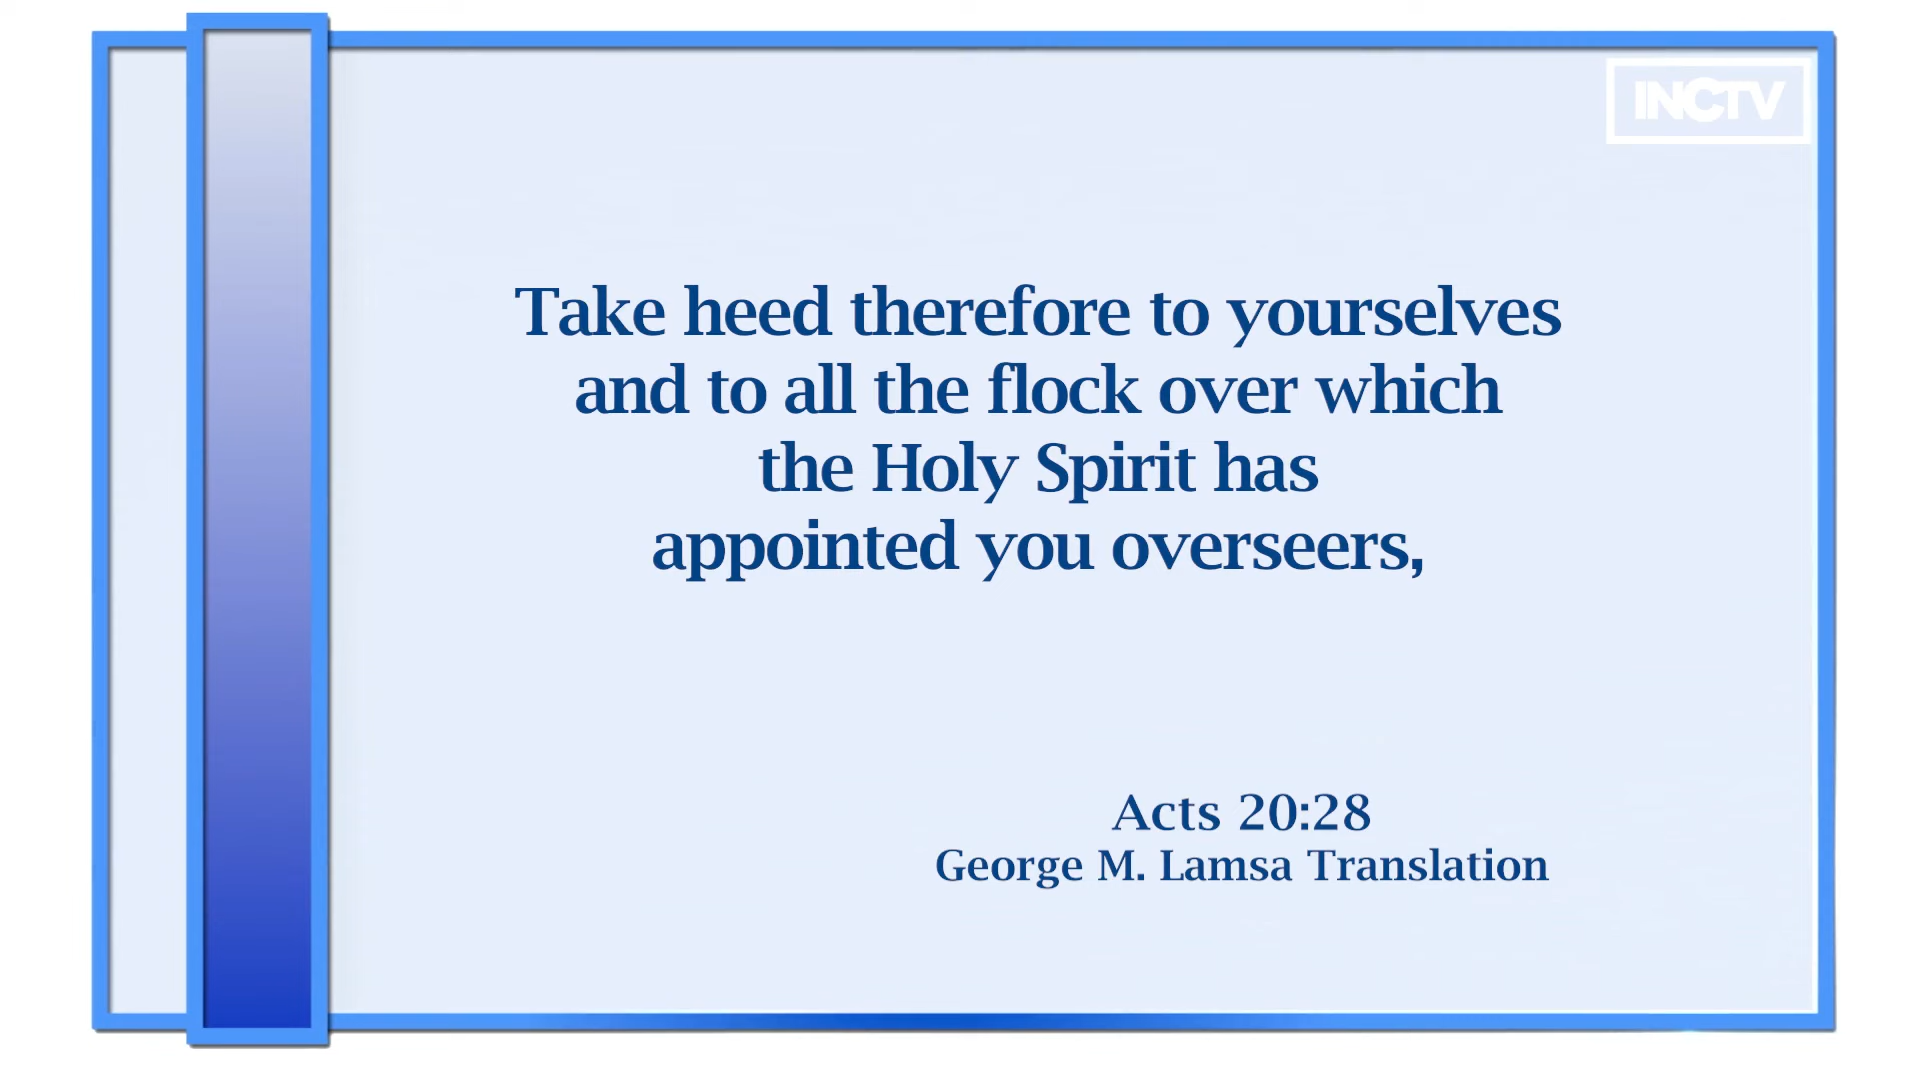 INCTV
Take heed therefore to yourselves
and to all the flock over which
the Holy Spirit has
appointed you overseers,
Acts 20:28
George M. Lamsa Translation